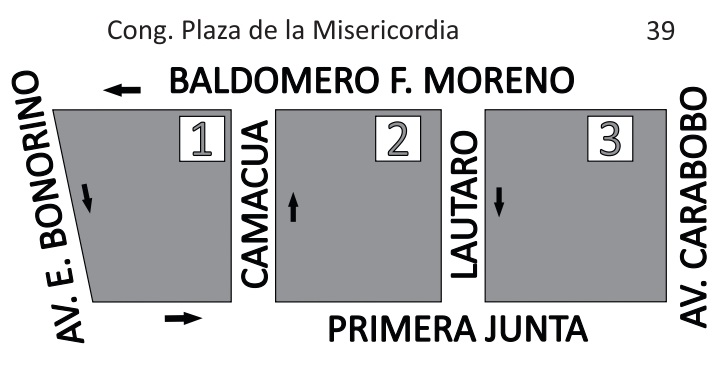 Cong. Plaza de la Misericordia 39
BALDOMERO F. MORENO
AV. E. BONORINO
1
CAMACUA
2
LAUTARO
3
AV. CARABOBO
PRIMERA JUNTA